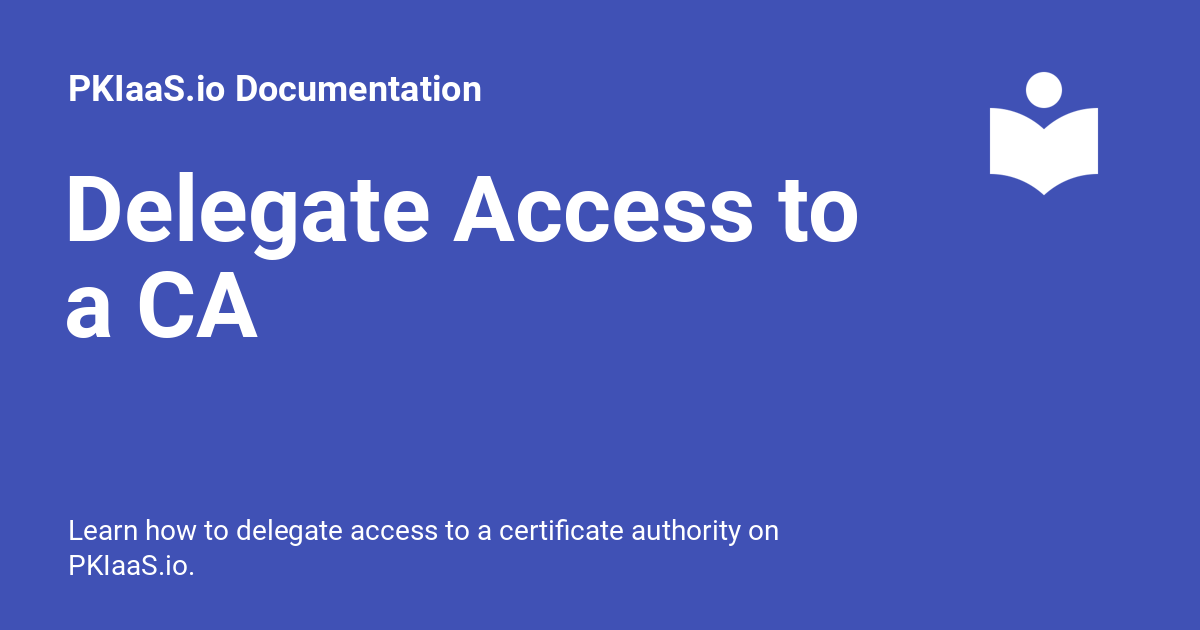 PKIaaS.io Documentation
Delegate Access to
a CA
Learn how to delegate access to a certificate authority on
PKIaaS.io.